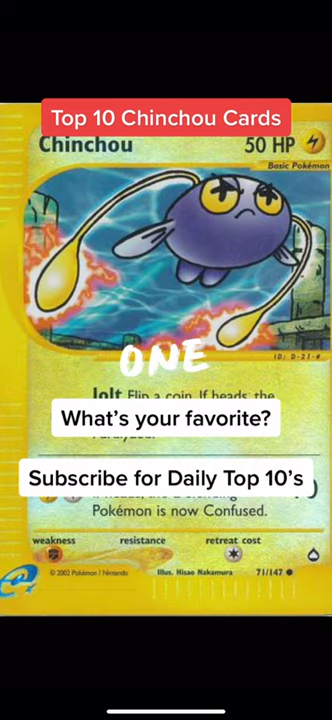 Top 10 Chinchou Cards
Chinchou 50 HP
Basic Pokémon
ONE
ID: D-21-#
Jolt Flip a coin. If heads, the
What's your favorite?
Subscribe for Daily Top 10's
Pokémon is now Confused.
weakness resistance retreat cost
© 2002 Pokémon / Nintendo Illus. Hisao Nakamura 71/147